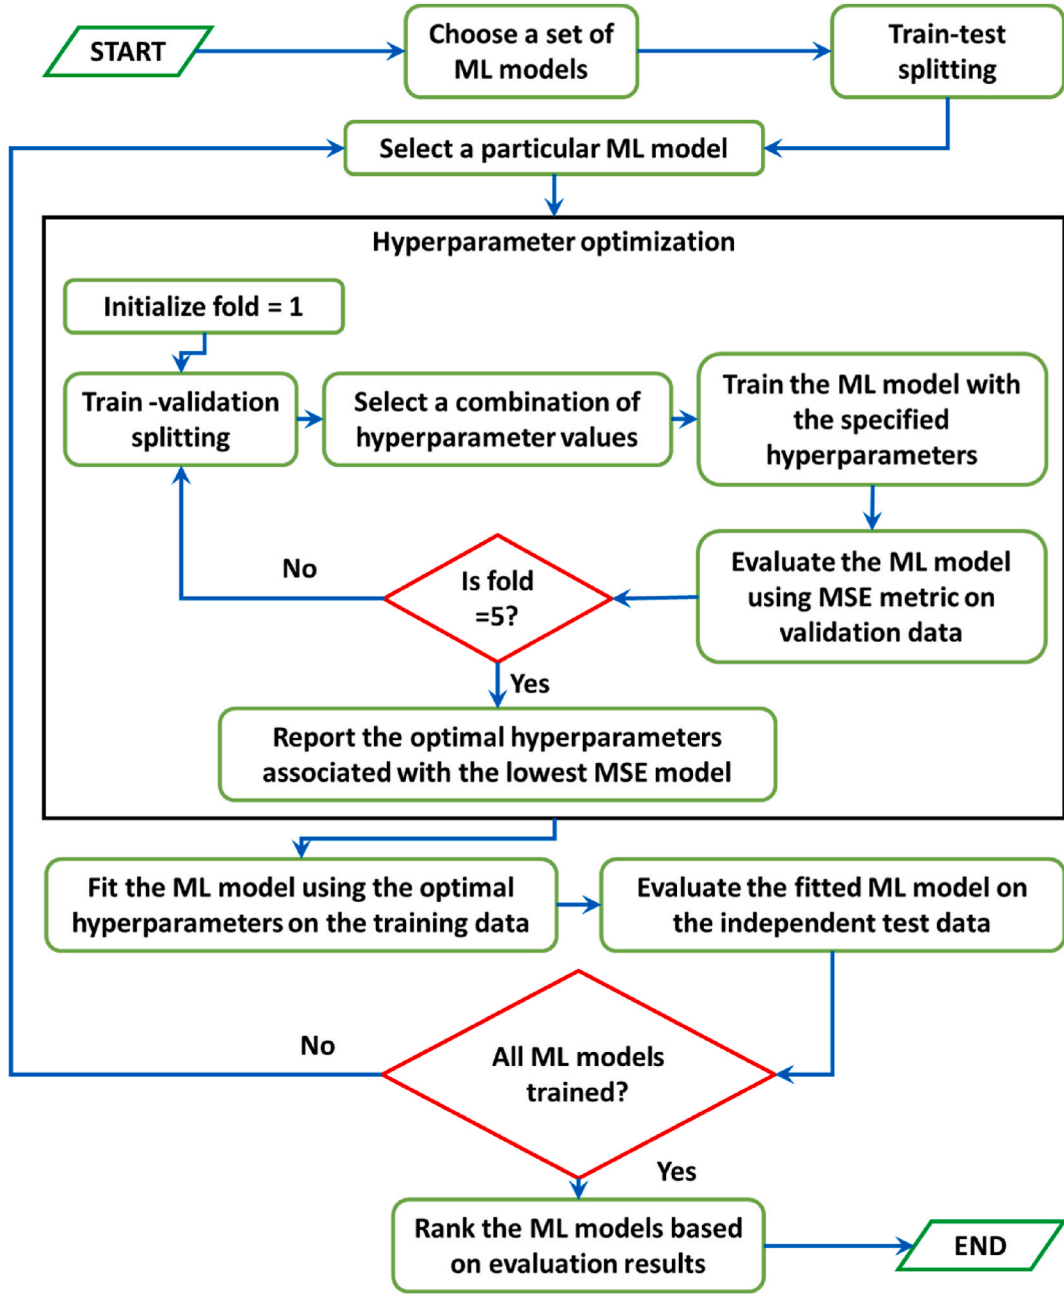 START
Choose a set of
ML models
Train-test
splitting
Select a particular ML model
Hyperparameter optimization
Initialize fold = 1
Train -validation
splitting
Select a combination of
hyperparameter values
Train the ML model with
the specified
hyperparameters
Evaluate the ML model
using MSE metric on
validation data
Is fold
=5?
No
Yes
Report the optimal hyperparameters
associated with the lowest MSE model
Fit the ML model using the optimal
hyperparameters on the training data
Evaluate the fitted ML model on
the independent test data
All ML models
trained?
No
Yes
Rank the ML models based
on evaluation results
END